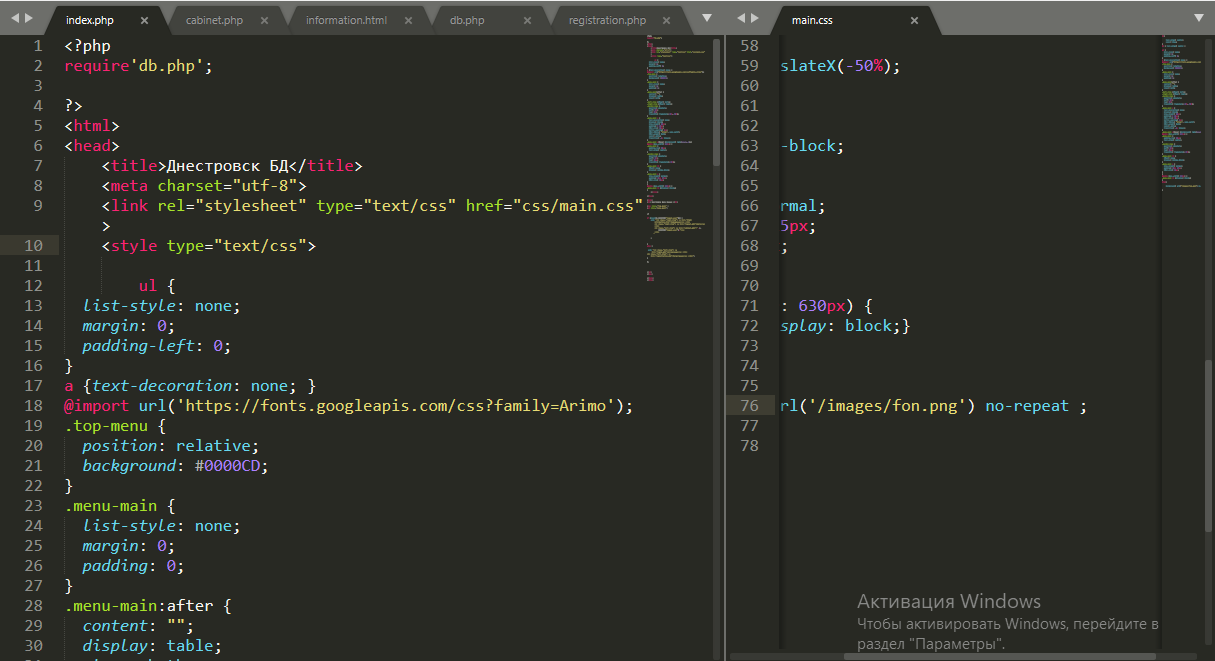 index.php × cabinet.php × information.html × db.php × registration.php ×
1 <?php
2 require'db.php';
3
4 ?>
5 <html>
6 <head>
7 <title>Днестровск БД</title>
8 <meta charset="utf-8">
9 <link rel="stylesheet" type="text/css" href="css/main.css"
>
10 <style type="text/css">
11
12 ul {
13 list-style: none;
14 margin: 0;
15 padding-left: 0;
16 }
17 a {text-decoration: none; }
18 @import url('https://fonts.googleapis.com/css?family=Arimo');
19 .top-menu {
20 position: relative;
21 background: #0000CD;
22 }
23 .menu-main {
24 list-style: none;
25 margin: 0;
26 padding: 0;
27 }
28 .menu-main:after {
29 content: "";
30 display: table;
main.css ×
58
59 slateX(-50%);
60
61
62
63 -block;
64
65
66 rmal;
67 5px;
68 ;
69
70
71 : 630px) {
72 splay: block;}
73
74
75
76 rl('/images/fon.png') no-repeat ;
77
78
Активация Windows
Чтобы активировать Windows, перейдите в
раздел "Параметры".